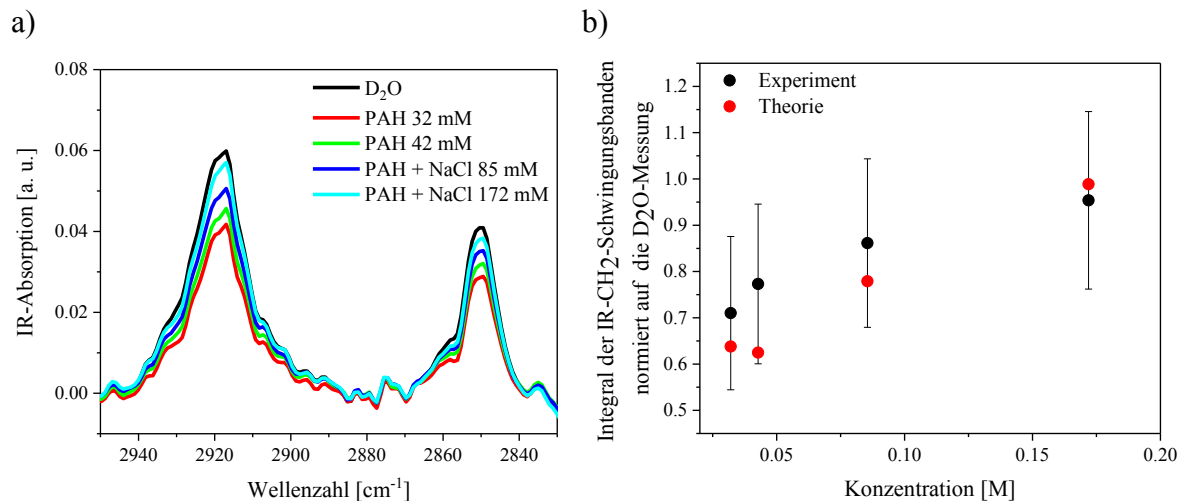 a)
IR-Absorption [a. u.]
0.08
0.06
0.04
0.02
0.00
D2O
PAH 32 mM
PAH 42 mM
PAH + NaCl 85 mM
PAH + NaCl 172 mM
2940 2920 2900 2880 2860 2840
Wellenzahl [cm-1]
b)
Integral der IR-CH2-Schwingungsbanden
normiert auf die D2O-Messung
1.2
1.1
1.0
0.9
0.8
0.7
0.6
0.5
Experiment
Theorie
0.05 0.10 0.15 0.20
Konzentration [M]